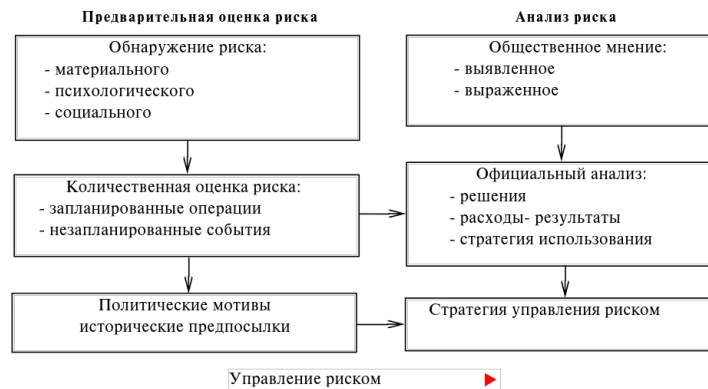 Предварительная оценка риска
Обнаружение риска:
- материального
- психологического
- социального
Количественная оценка риска:
- запланированные операции
- незапланированные события
Политические мотивы
исторические предпосылки
Анализ риска
Общественное мнение:
- выявленное
- выраженное
Официальный анализ:
- решения
- расходы- результаты
- стратегия использования
Стратегия управления риском
Управление риском